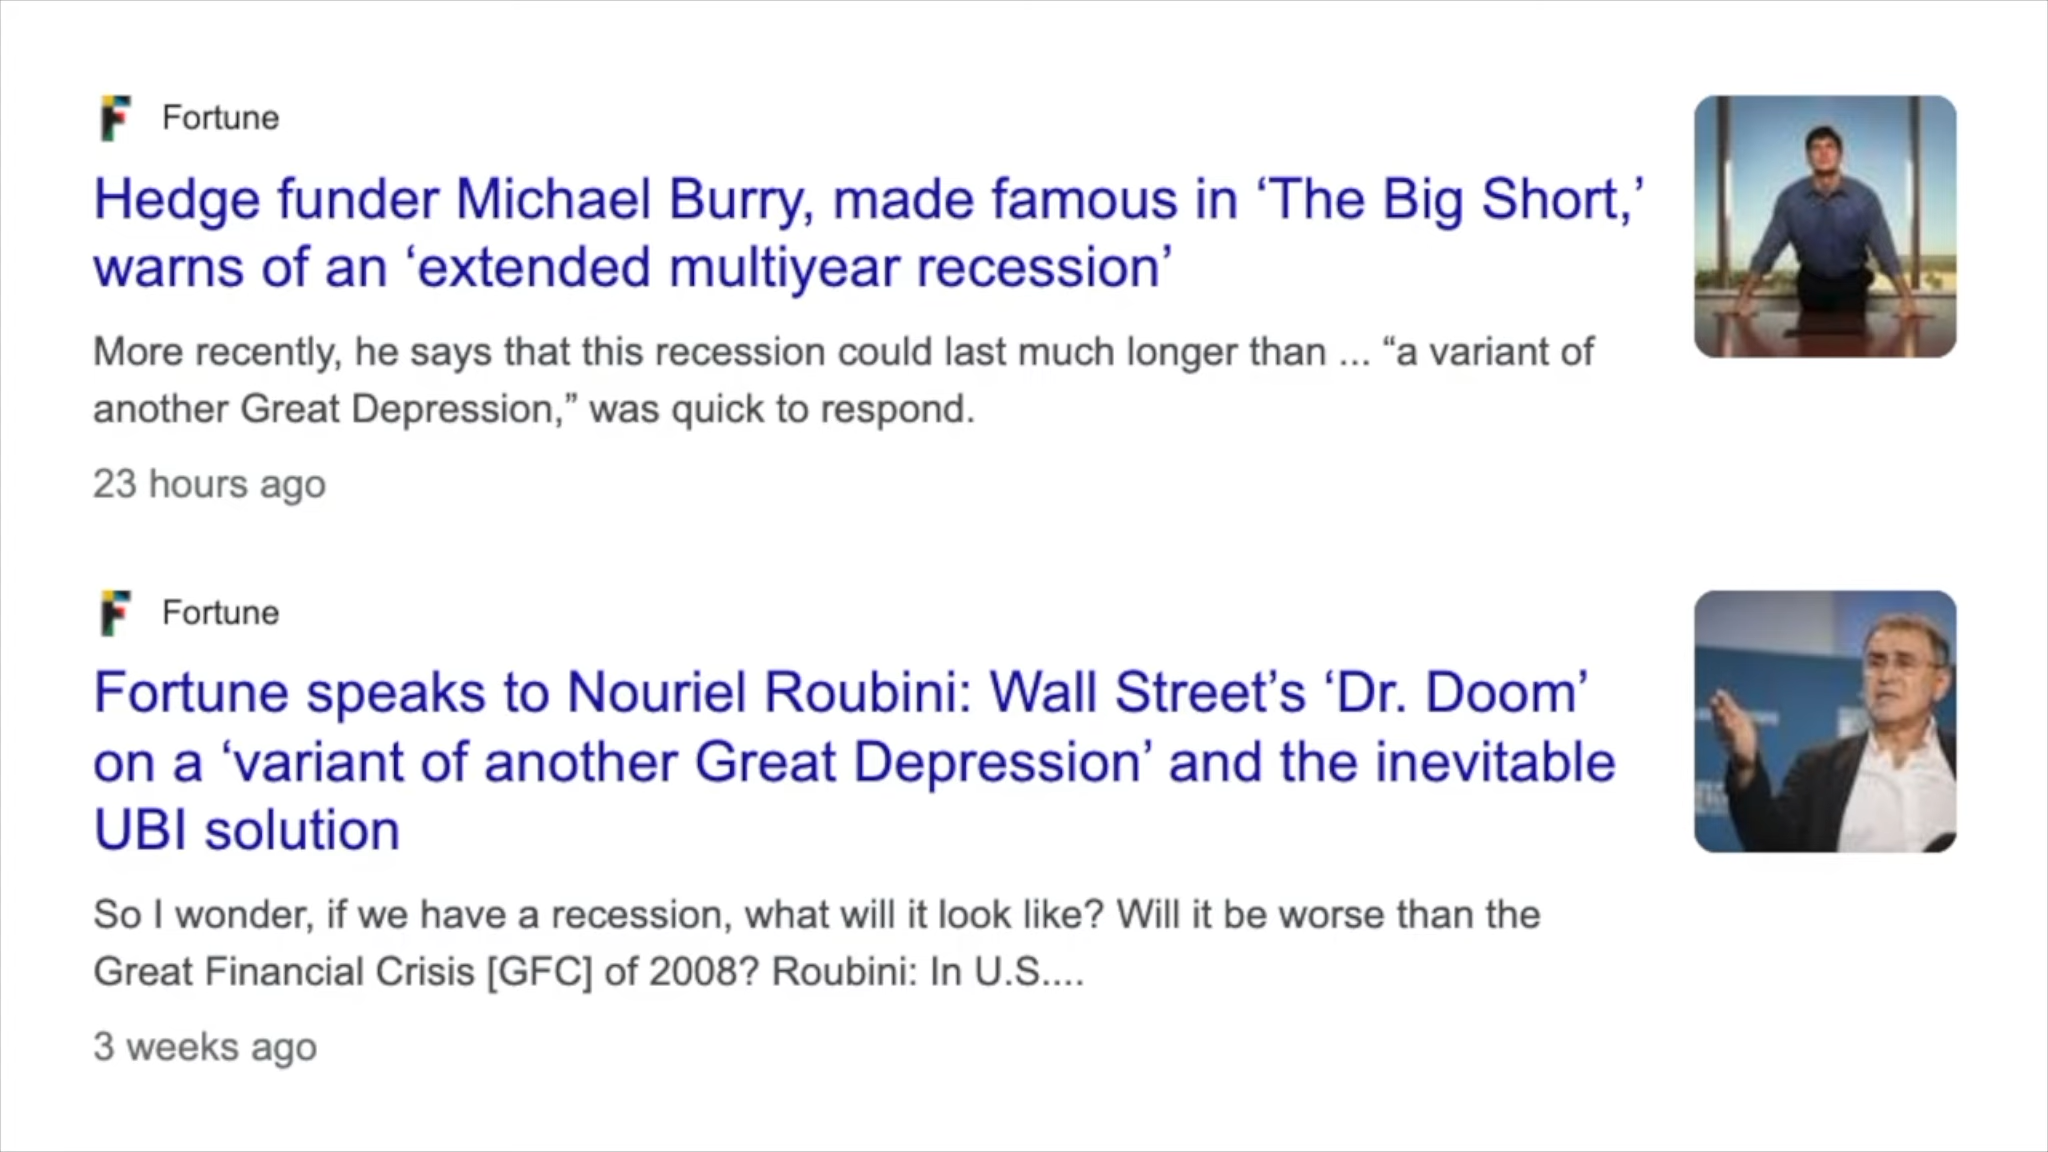 Fortune
Hedge funder Michael Burry, made famous in ‘The Big Short,’
warns of an ‘extended multiyear recession’
More recently, he says that this recession could last much longer than ... “a variant of
another Great Depression,” was quick to respond.
23 hours ago
Fortune
Fortune speaks to Nouriel Roubini: Wall Street’s ‘Dr. Doom’
on a ‘variant of another Great Depression’ and the inevitable
UBI solution
So I wonder, if we have a recession, what will it look like? Will it be worse than the
Great Financial Crisis [GFC] of 2008? Roubini: In U.S....
3 weeks ago